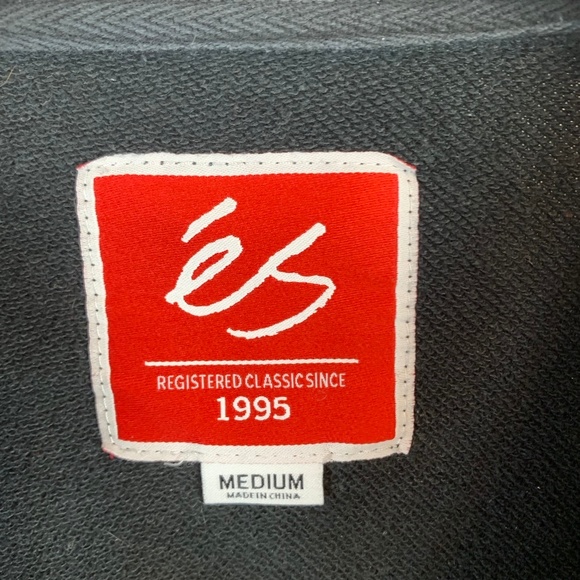 éS
REGISTERED CLASSIC SINCE
1995
MEDIUM
MADE IN CHINA